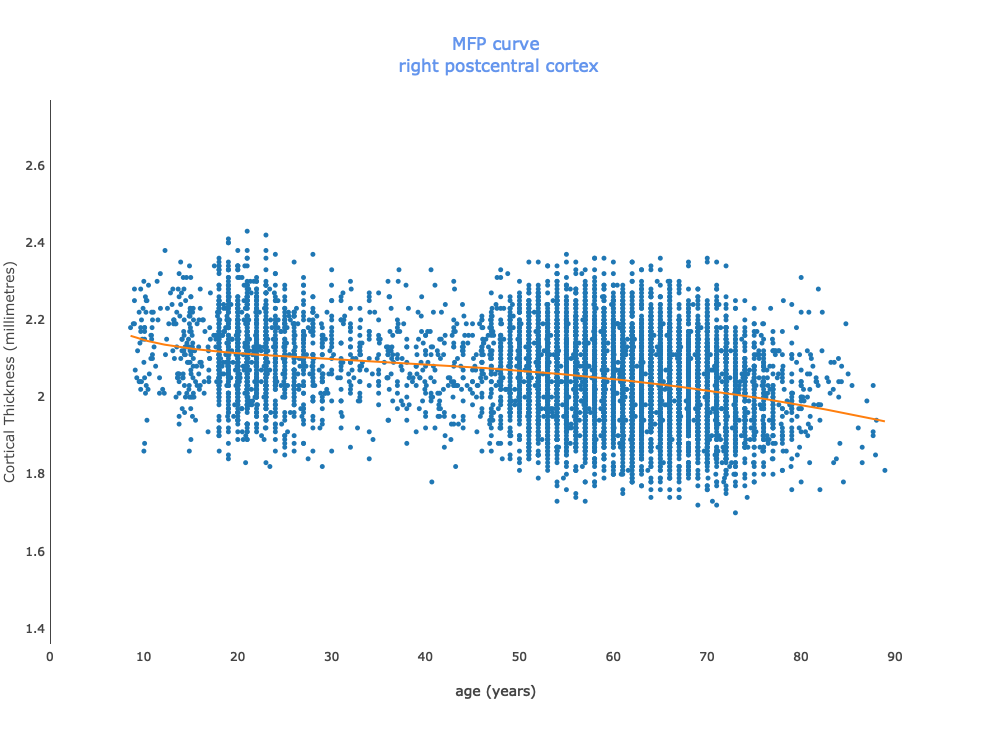 MFP curve
right postcentral cortex
Cortical Thickness (millimetres)
2.6
2.4
2.2
2
1.8
1.6
1.4
0 10 20 30 40 50 60 70 80 90
age (years)